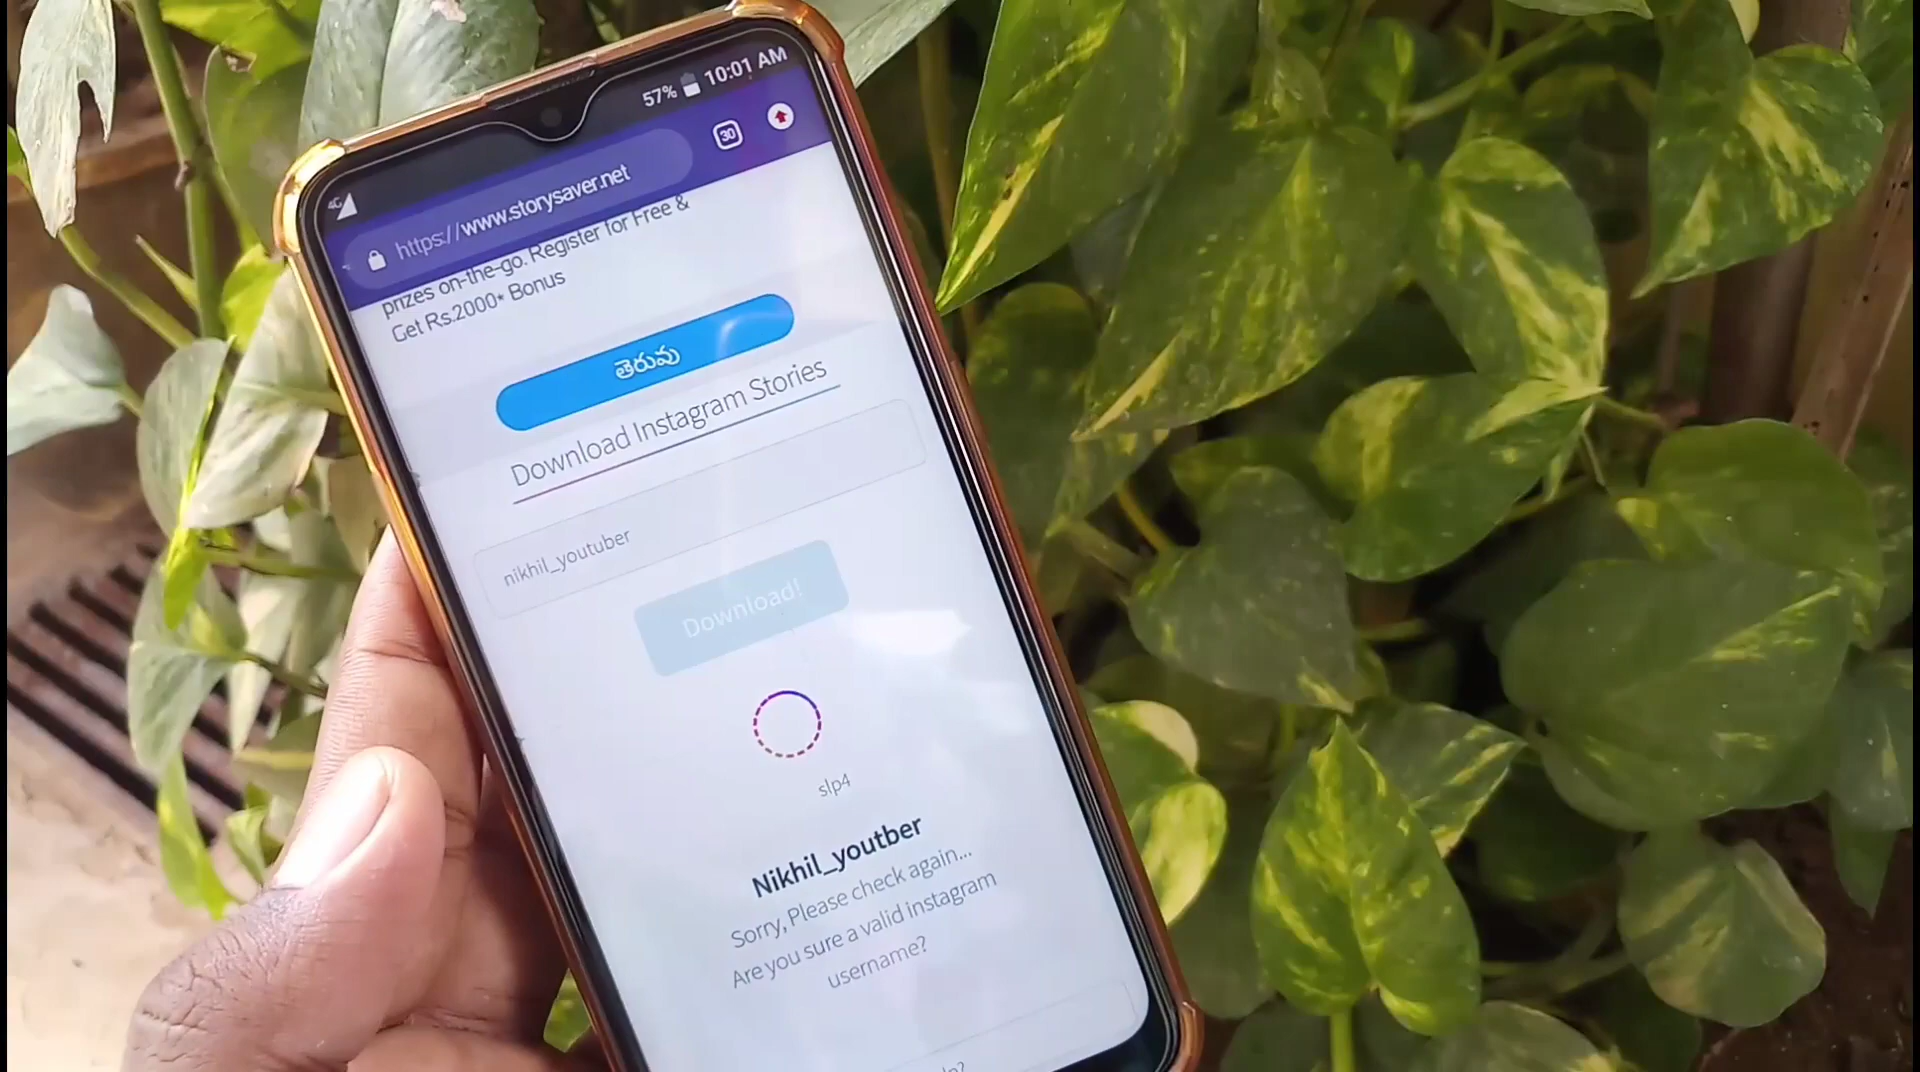 4G 57% 10:01 AM
https://www.storysaver.net 30
prizes on-the-go. Register for Free &
Get Rs.2000* Bonus
తెరువు
Download Instagram Stories
nikhil_youtuber
Download!
slp4
Nikhil_youtber
Sorry, Please check again...
Are you sure a valid instagram
username?